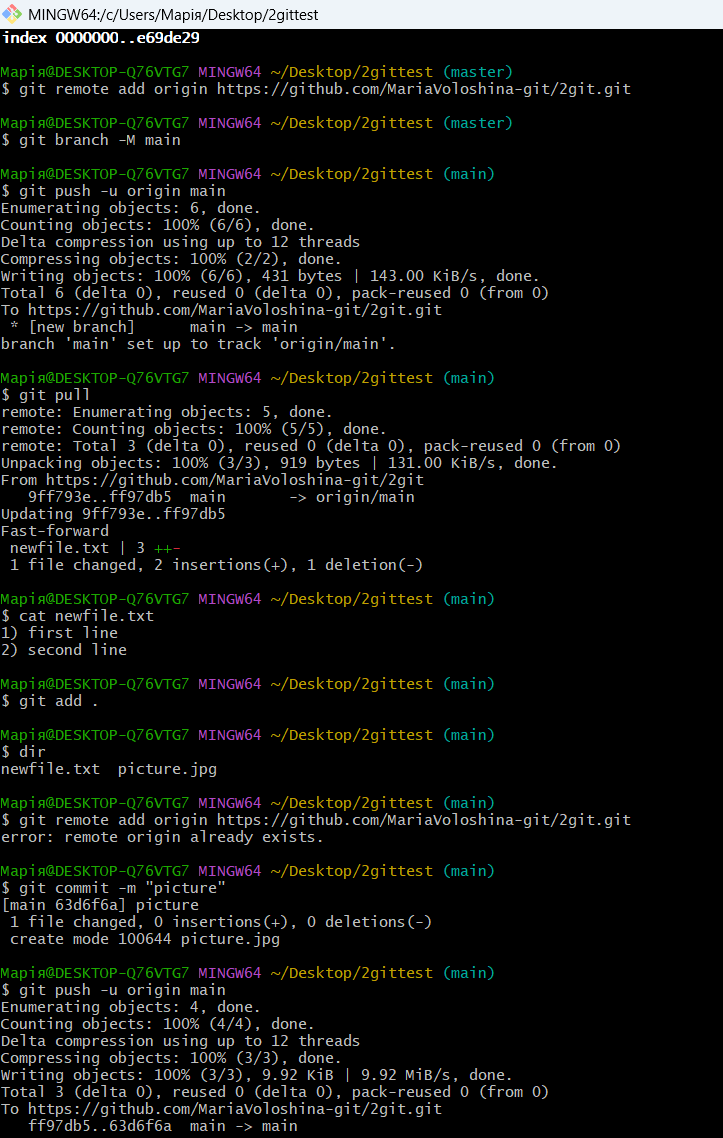 MINGW64:/c/Users/Марія/Desktop/2gittest
index 0000000..e69de29
Марія@DESKTOP-Q76VTG7 MINGW64 ~/Desktop/2gittest (master)
$ git remote add origin https://github.com/MariaVoloshina-git/2git.git
Марія@DESKTOP-Q76VTG7 MINGW64 ~/Desktop/2gittest (master)
$ git branch -M main
Марія@DESKTOP-Q76VTG7 MINGW64 ~/Desktop/2gittest (main)
$ git push -u origin main
Enumerating objects: 6, done.
Counting objects: 100% (6/6), done.
Delta compression using up to 12 threads
Compressing objects: 100% (2/2), done.
Writing objects: 100% (6/6), 431 bytes | 143.00 KiB/s, done.
Total 6 (delta 0), reused 0 (delta 0), pack-reused 0 (from 0)
To https://github.com/MariaVoloshina-git/2git.git
 * [new branch]      main -> main
branch 'main' set up to track 'origin/main'.
Марія@DESKTOP-Q76VTG7 MINGW64 ~/Desktop/2gittest (main)
$ git pull
remote: Enumerating objects: 5, done.
remote: Counting objects: 100% (5/5), done.
remote: Total 3 (delta 0), reused 0 (delta 0), pack-reused 0 (from 0)
Unpacking objects: 100% (3/3), 919 bytes | 131.00 KiB/s, done.
From https://github.com/MariaVoloshina-git/2git
   9ff793e..ff97db5  main       -> origin/main
Updating 9ff793e..ff97db5
Fast-forward
 newfile.txt | 3 ++-
 1 file changed, 2 insertions(+), 1 deletion(-)
Марія@DESKTOP-Q76VTG7 MINGW64 ~/Desktop/2gittest (main)
$ cat newfile.txt
1) first line
2) second line
Марія@DESKTOP-Q76VTG7 MINGW64 ~/Desktop/2gittest (main)
$ git add .
Марія@DESKTOP-Q76VTG7 MINGW64 ~/Desktop/2gittest (main)
$ dir
newfile.txt  picture.jpg
Марія@DESKTOP-Q76VTG7 MINGW64 ~/Desktop/2gittest (main)
$ git remote add origin https://github.com/MariaVoloshina-git/2git.git
error: remote origin already exists.
Марія@DESKTOP-Q76VTG7 MINGW64 ~/Desktop/2gittest (main)
$ git commit -m "picture"
[main 63d6f6a] picture
 1 file changed, 0 insertions(+), 0 deletions(-)
 create mode 100644 picture.jpg
Марія@DESKTOP-Q76VTG7 MINGW64 ~/Desktop/2gittest (main)
$ git push -u origin main
Enumerating objects: 4, done.
Counting objects: 100% (4/4), done.
Delta compression using up to 12 threads
Compressing objects: 100% (3/3), done.
Writing objects: 100% (3/3), 9.92 KiB | 9.92 MiB/s, done.
Total 3 (delta 0), reused 0 (delta 0), pack-reused 0 (from 0)
To https://github.com/MariaVoloshina-git/2git.git
   ff97db5..63d6f6a  main -> main